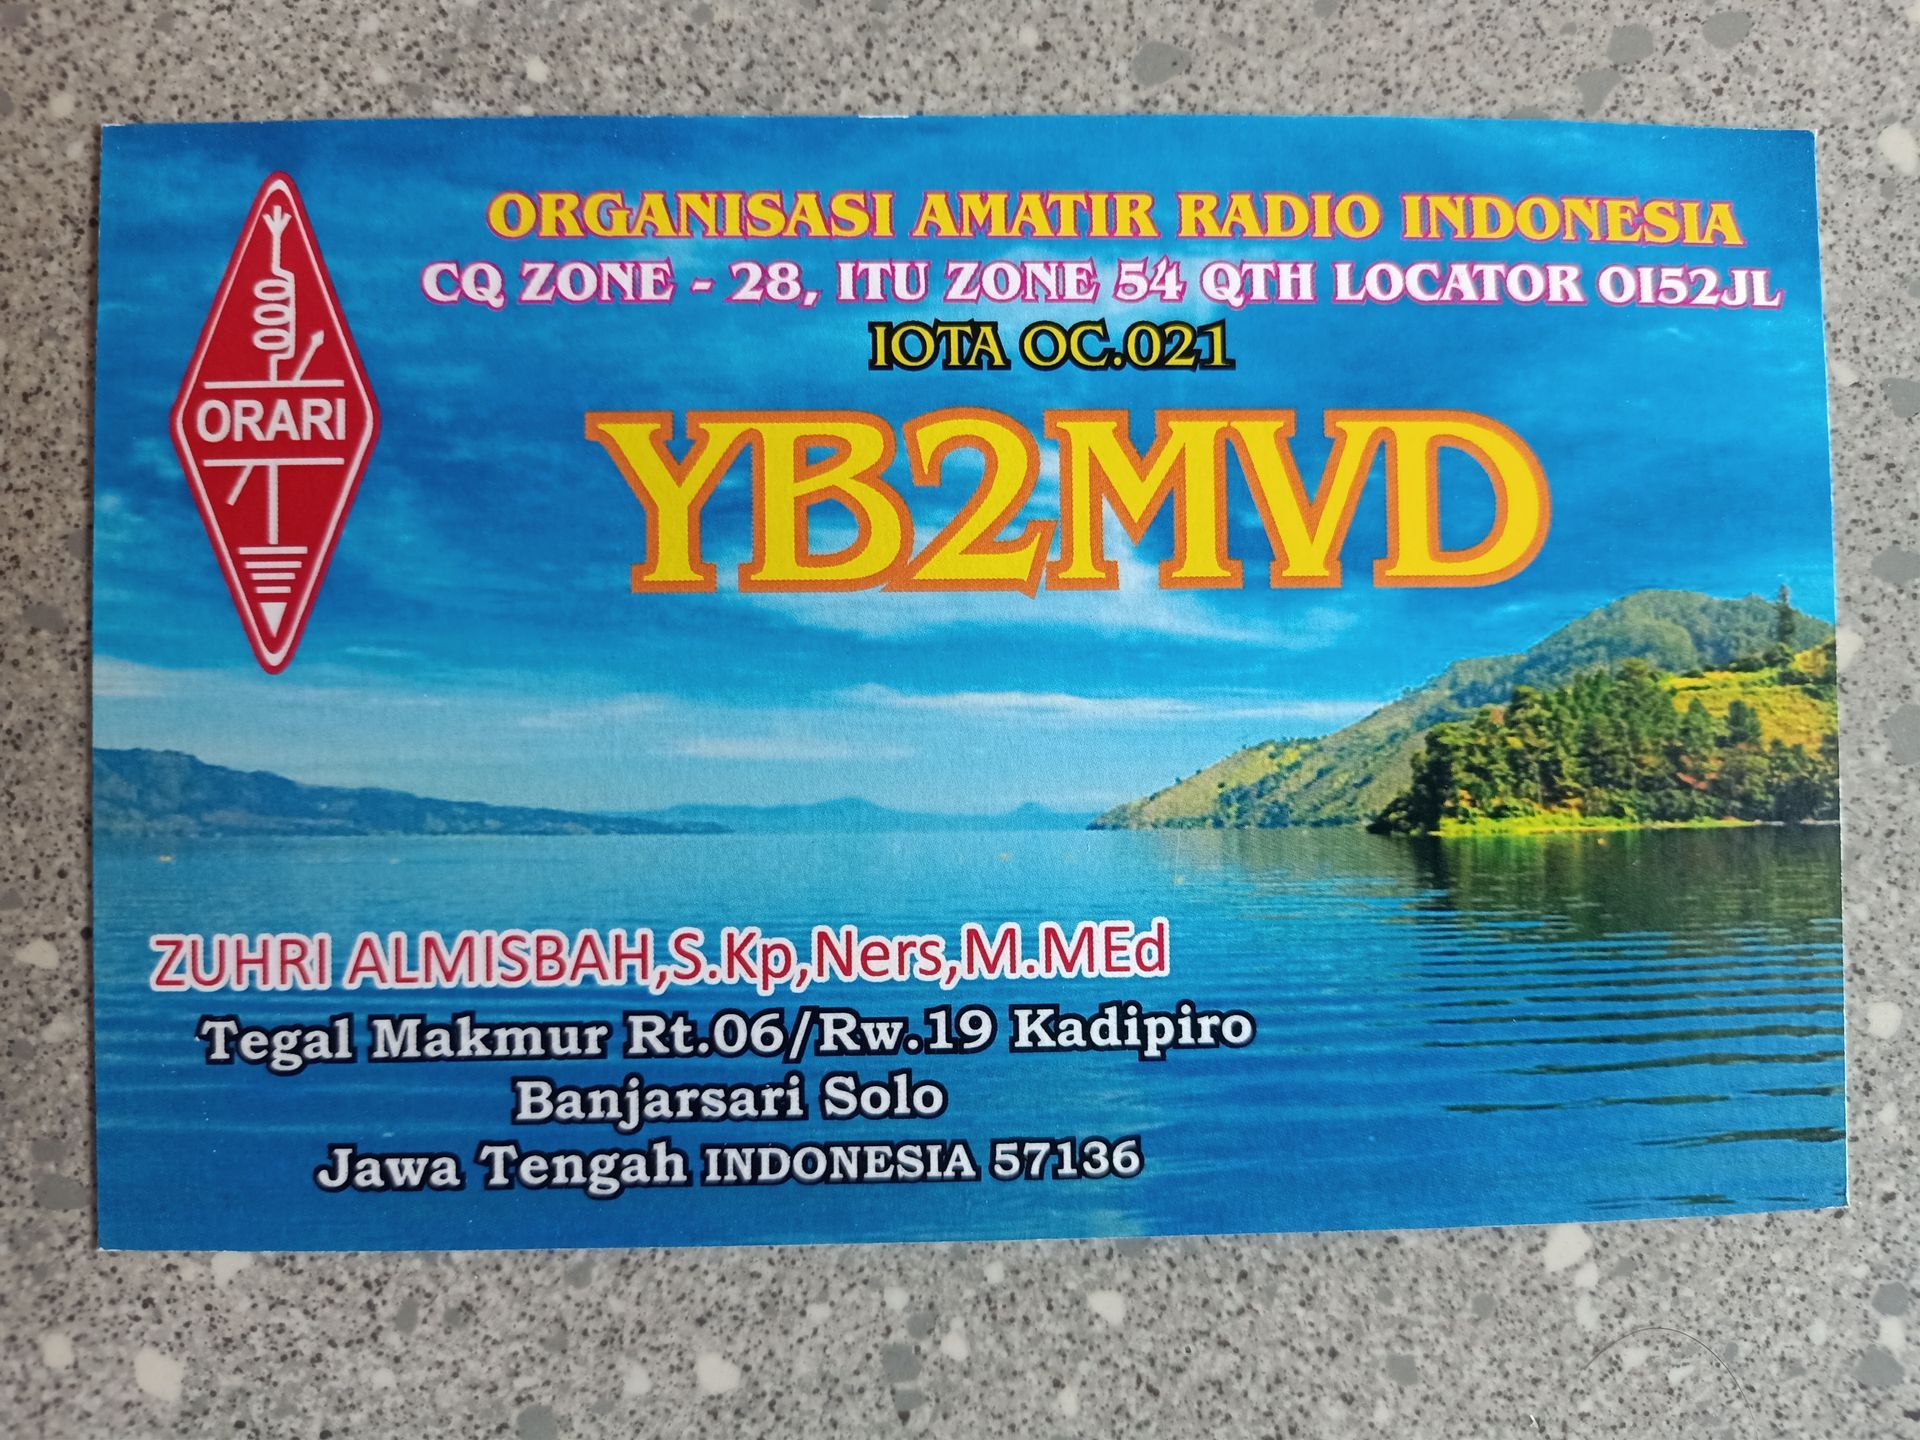 ORGANISASI AMATIR RADIO INDONESIA
CQ ZONE - 28, ITU ZONE 54 QTH LOCATOR OI52JL
IOTA OC.021
ORARI
YB2MVD
ZUHRI ALMISBAH,S.Kp,Ners,M.MEd
Tegal Makmur Rt.06/Rw.19 Kadipiro
Banjarsari Solo
Jawa Tengah INDONESIA 57136